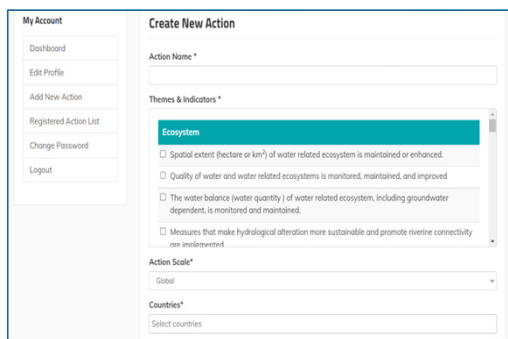 My Account
Dashboard
Edit Profile
Add New Action
Registered Action List
Change Password
Logout
Create New Action
Action Name *
Themes & Indicators *
Ecosystem
Spatial extent (hectare or km²) of water related ecosystem is maintained or enhanced.
Quality of water and water related ecosystems is monitored, maintained, and improved
The water balance (water quantity ) of water related ecosystem, including groundwater
dependent, is monitored and maintained.
Measures that make hydrological alteration more sustainable and promote riverine connectivity
are implemented
Action Scale*
Global
Countries*
Select countries